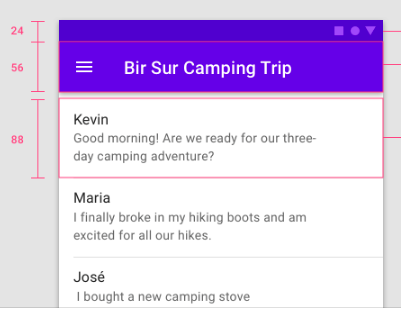 24
56
Bir Sur Camping Trip
88
Kevin
Good morning! Are we ready for our three-
day camping adventure?
Maria
I finally broke in my hiking boots and am
excited for all our hikes.
José
I bought a new camping stove